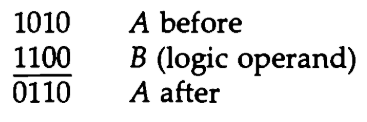 1010 A before
1100 B (logic operand)
0110 A after